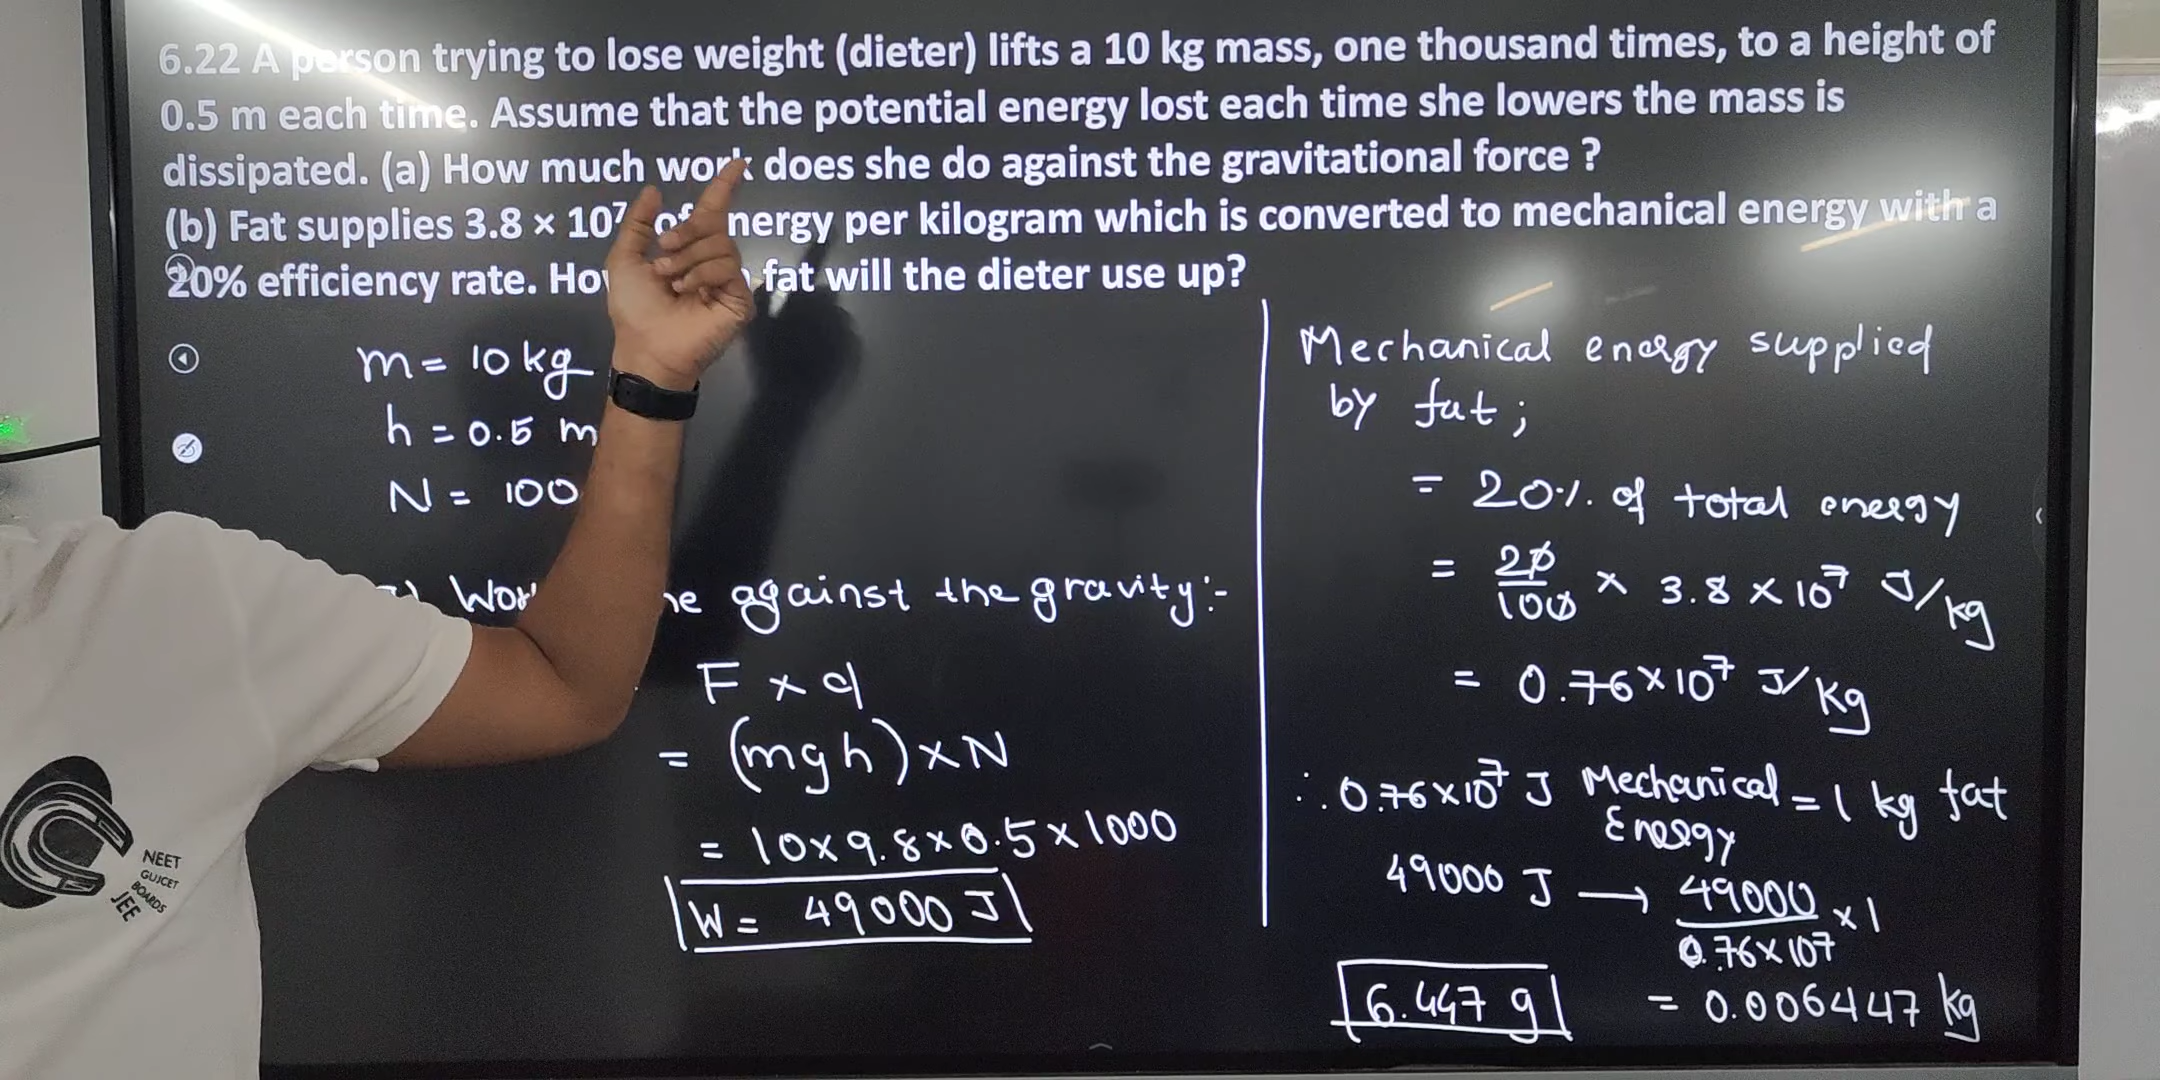 6.22 A person trying to lose weight (dieter) lifts a 10 kg mass, one thousand times, to a height of
0.5 m each time. Assume that the potential energy lost each time she lowers the mass is
dissipated. (a) How much work does she do against the gravitational force ?
(b) Fat supplies 3.8 × 10⁷ of nergy per kilogram which is converted to mechanical energy with a
20% efficiency rate. Ho fat will the dieter use up?
m = 10 kg
h = 0.5 m
N = 100
Wor ne against the gravity:-
F x d
= (mgh) x N
= 10 x 9.8 x 0.5 x 1000
W = 49000 J
Mechanical energy supplied
by fat ;
= 20%. of total energy
= 20/100 x 3.8 x 10⁷ J/kg
= 0.76 x 10⁷ J/kg
∴ 0.76 x 10⁷ J Mechanical Energy = 1 kg fat
49000 J → 49000/0.76 x 10⁷ x 1
= 0.006447 kg
6.447 g
NEET
GUJCET
BOARDS
JEE